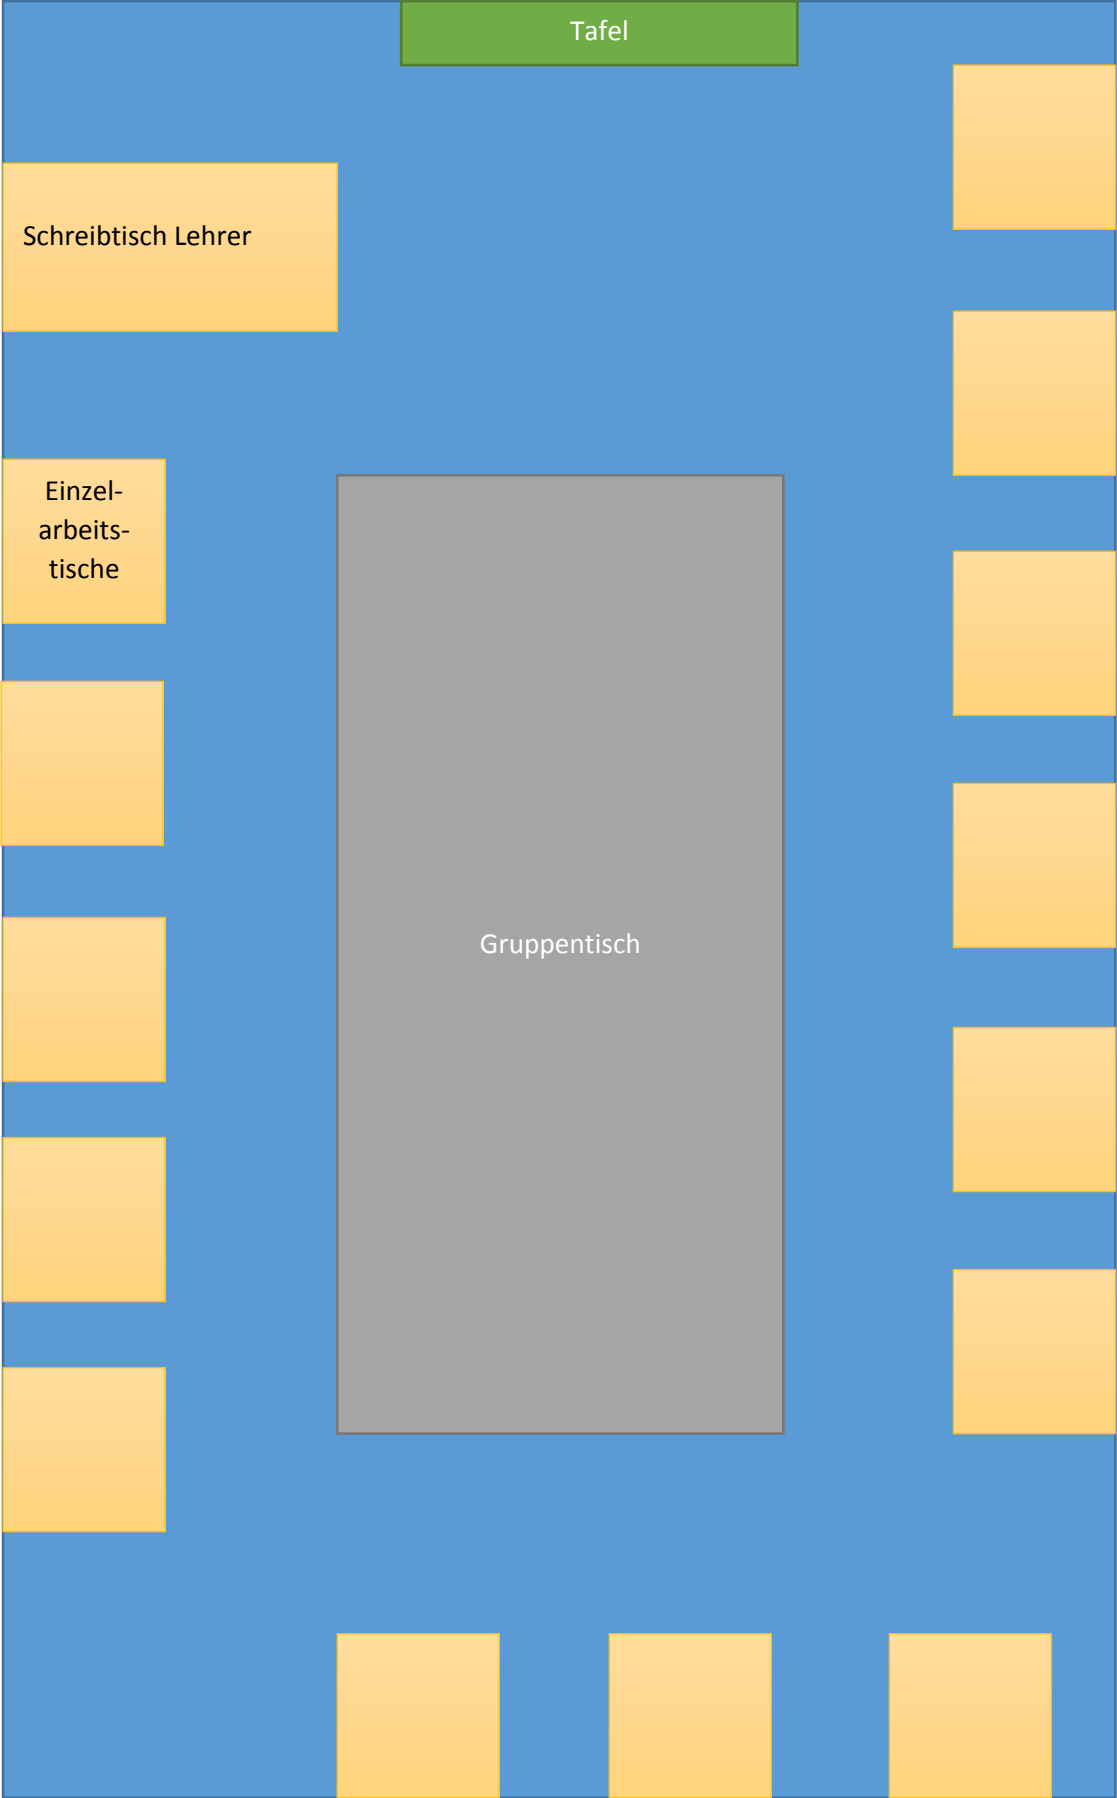 Tafel
Schreibtisch Lehrer
Einzel-
arbeits-
tische
Gruppentisch